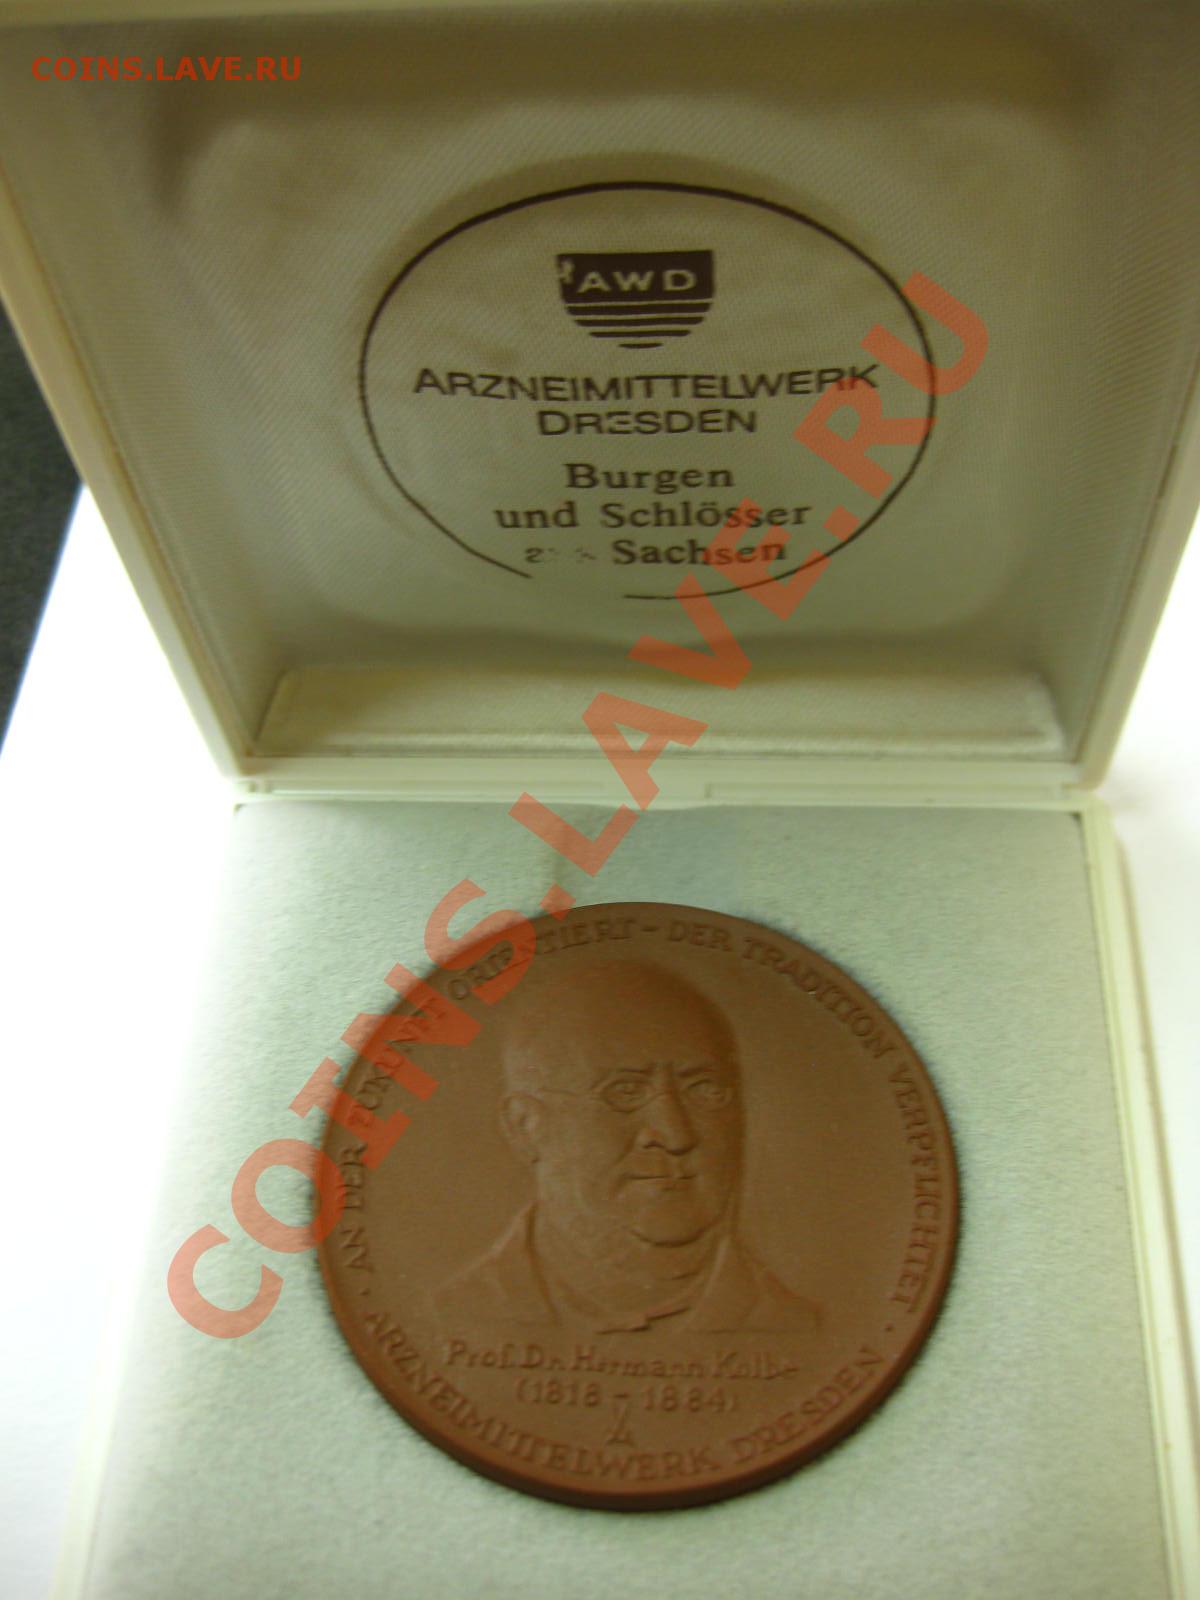 COINS.LAVE.RU
AWD
ARZNEIMITTELWERK
DRESDEN
Burgen
und Schlösser
Sachsen
COINS.LAVE.RU
· AN DER ZUKUNFT ORIENTIERT - DER TRADITION VERPFLICHTET ·
Prof. Dr. Hermann Kolbe
(1818 - 1884)
ARZNEIMITTELWERK DRESDEN